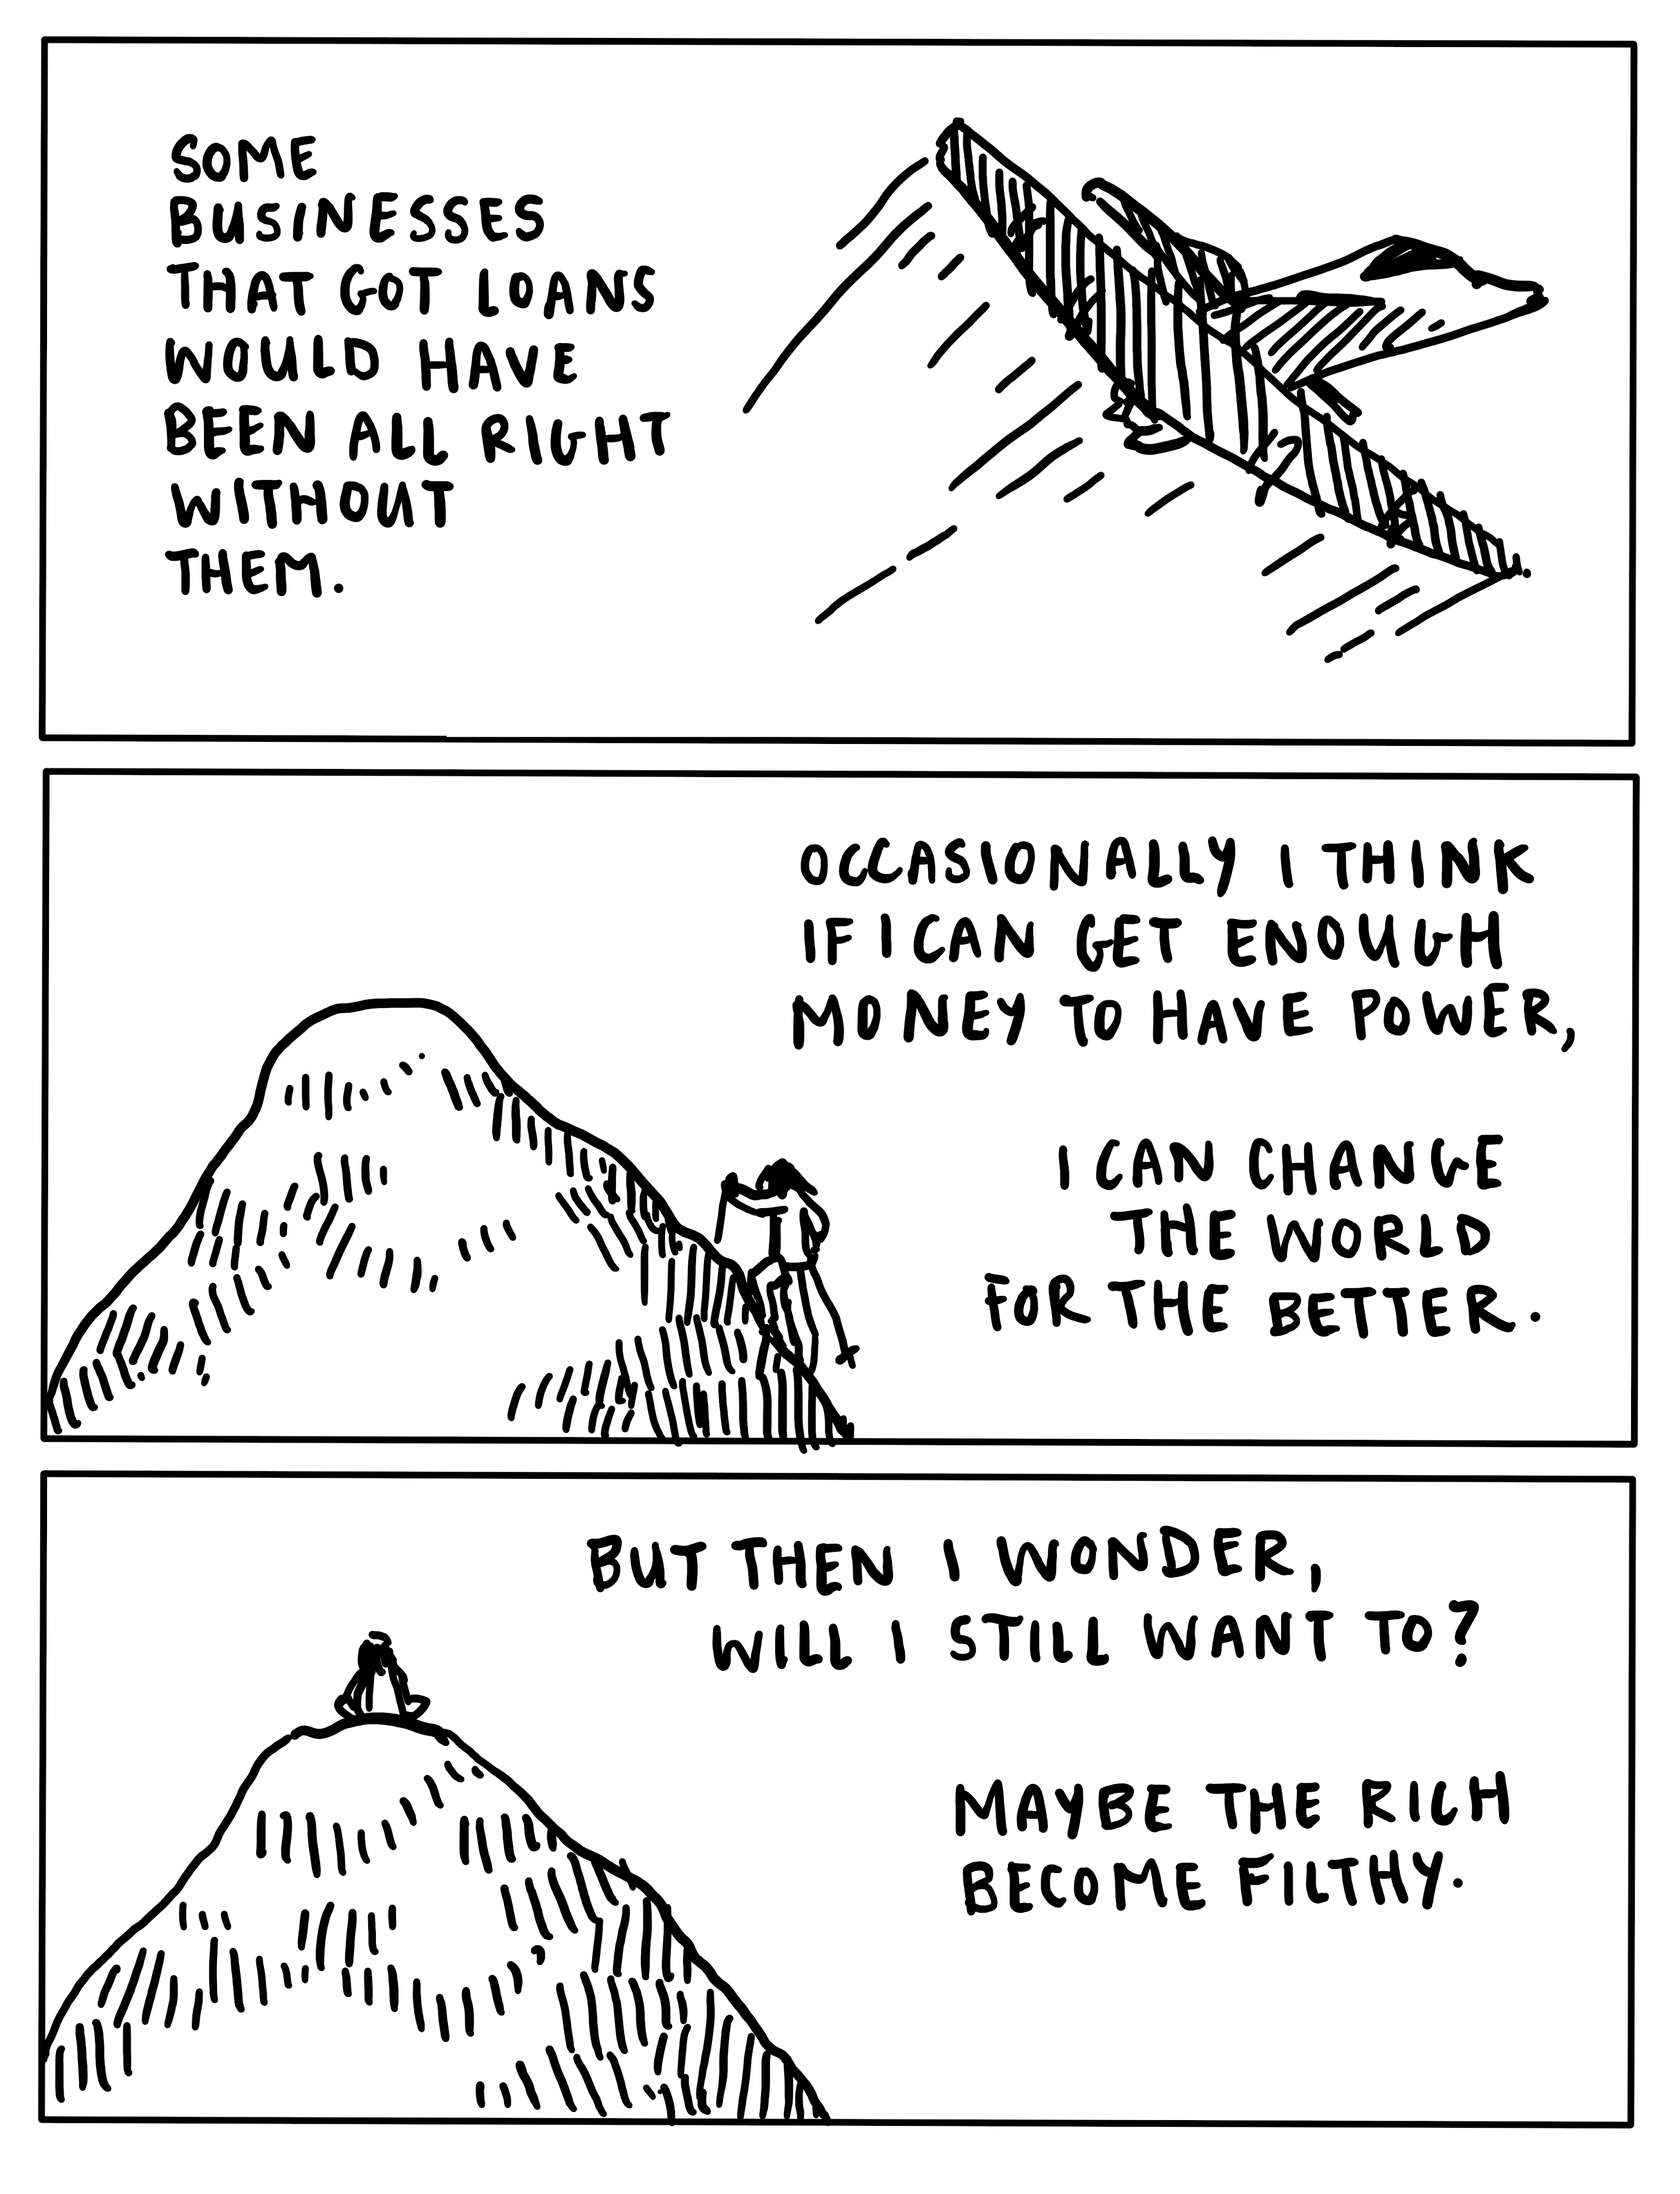 SOME
BUSINESSES
THAT GOT LOANS
WOULD HAVE
BEEN ALL RIGHT
WITHOUT
THEM.
OCCASIONALLY I THINK
IF I CAN GET ENOUGH
MONEY TO HAVE POWER,
I CAN CHANGE
THE WORLD
FOR THE BETTER.
BUT THEN I WONDER,
WILL I STILL WANT TO?
MAYBE THE RICH
BECOME FILTHY.